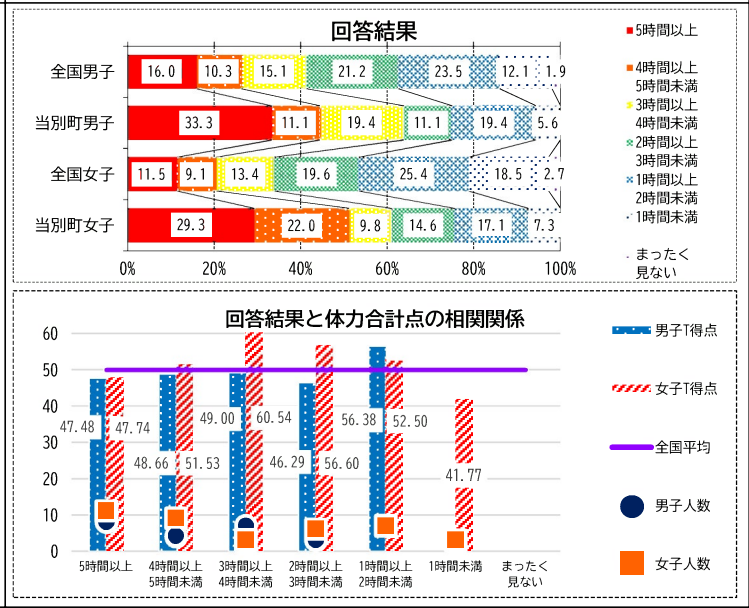 回答結果
全国男子 16.0 10.3 15.1 21.2 23.5 12.1 1.9
当別町男子 33.3 11.1 19.4 11.1 19.4 5.6
全国女子 11.5 9.1 13.4 19.6 25.4 18.5 2.7
当別町女子 29.3 22.0 9.8 14.6 17.1 7.3
0% 20% 40% 60% 80% 100%
5時間以上
4時間以上
5時間未満
3時間以上
4時間未満
2時間以上
3時間未満
1時間以上
2時間未満
1時間未満
まったく
見ない
回答結果と体力合計点の相関関係
60
50
40
30
20
10
0
47.48 47.74
48.66 51.53
49.00 60.54
46.29 56.60
56.38 52.50
41.77
5時間以上
4時間以上
5時間未満
3時間以上
4時間未満
2時間以上
3時間未満
1時間以上
2時間未満
1時間未満
まったく
見ない
男子T得点
女子T得点
全国平均
男子人数
女子人数